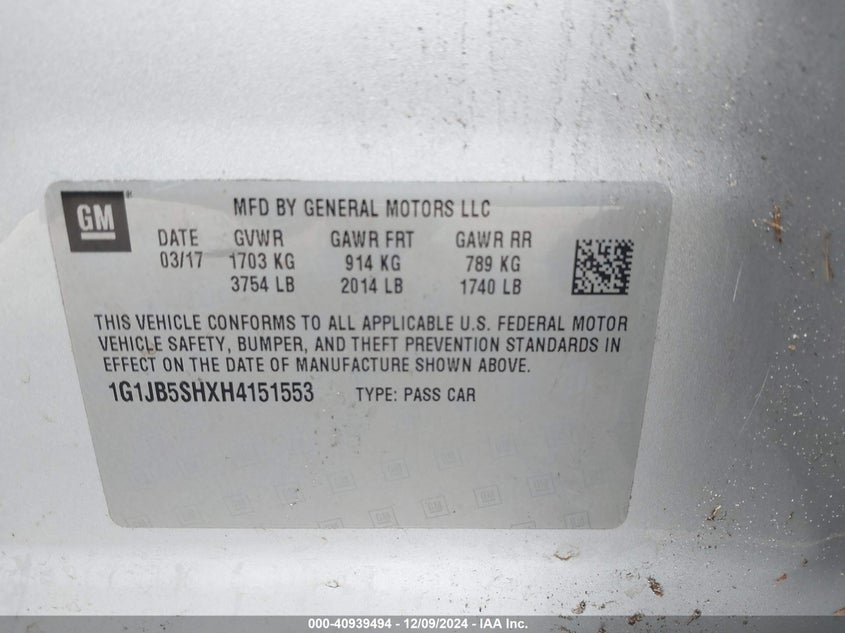 GM
MFD BY GENERAL MOTORS LLC
DATE GVWR GAWR FRT GAWR RR
03/17 1703 KG 914 KG 789 KG
3754 LB 2014 LB 1740 LB
THIS VEHICLE CONFORMS TO ALL APPLICABLE U.S. FEDERAL MOTOR
VEHICLE SAFETY, BUMPER, AND THEFT PREVENTION STANDARDS IN
EFFECT ON THE DATE OF MANUFACTURE SHOWN ABOVE.
1G1JB5SHXH4151553 TYPE: PASS CAR
000-40939494 - 12/09/2024 - IAA Inc.